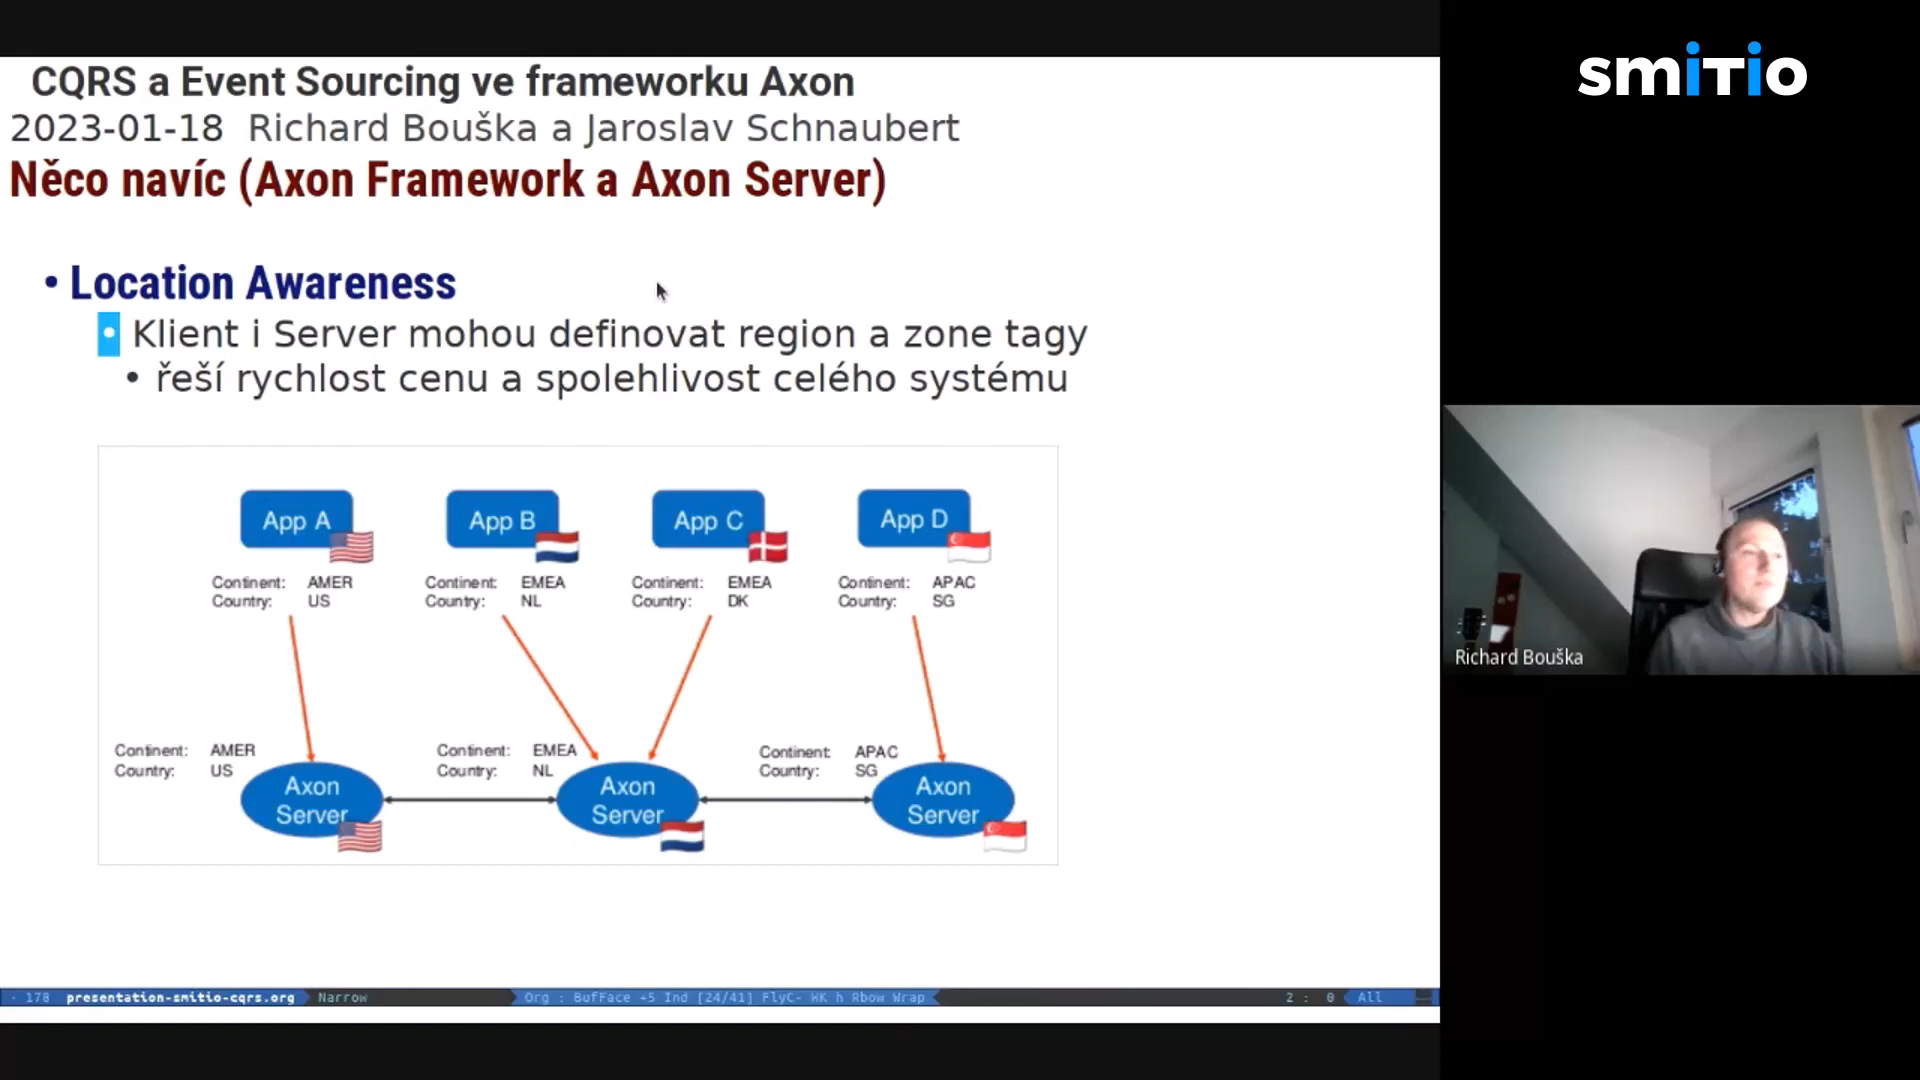 CQRS a Event Sourcing ve frameworku Axon
2023-01-18 Richard Bouška a Jaroslav Schnaubert
Něco navíc (Axon Framework a Axon Server)
• Location Awareness
• Klient i Server mohou definovat region a zone tagy
• řeší rychlost cenu a spolehlivost celého systému
App A
App B
App C
App D
Continent: AMER
Country: US
Continent: EMEA
Country: NL
Continent: EMEA
Country: DK
Continent: APAC
Country: SG
Continent: AMER
Country: US
Axon
Server
Continent: EMEA
Country: NL
Axon
Server
Continent: APAC
Country: SG
Axon
Server
- 178 presentation-smitio-cqrs.org Narrow Org : BufFace +5 Ind [24/41] FlyC- WK h Rbow Wrap 2 : 0 All
smitio
Richard Bouška